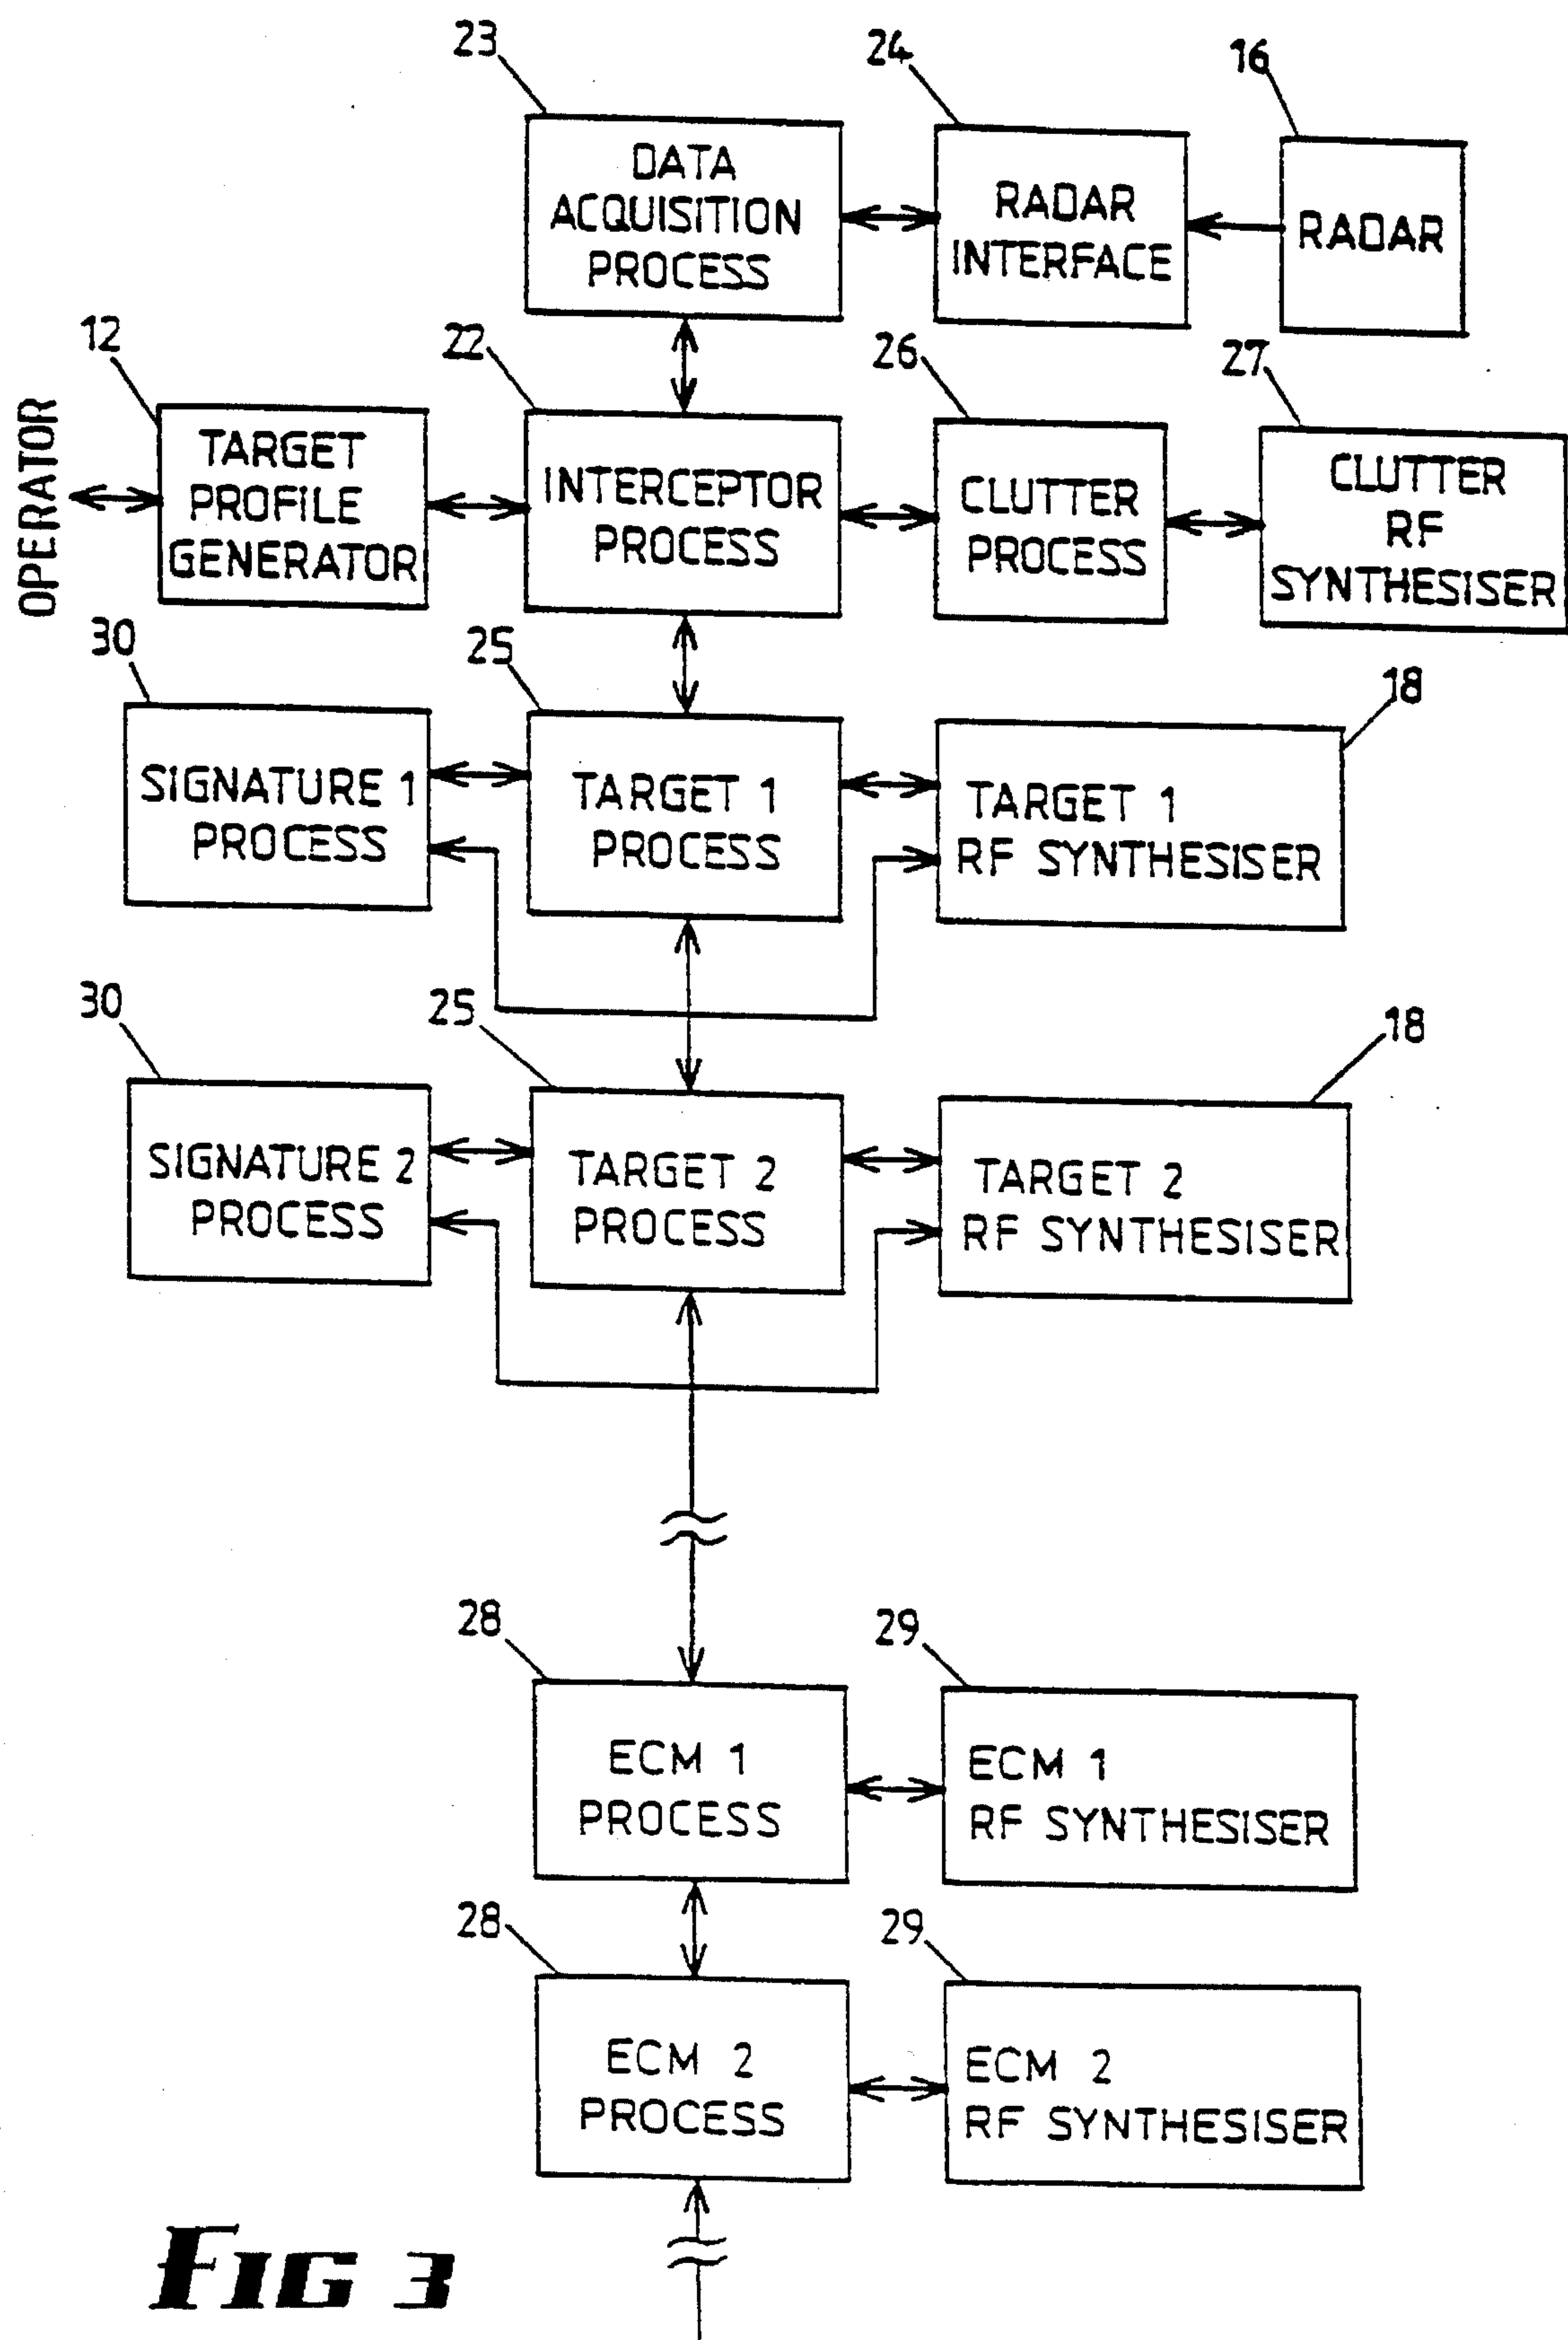 23
24
16
DATA
ACQUISITION
PROCESS
RADAR
INTERFACE
RADAR
12
22
26
27
OPERATOR
TARGET
PROFILE
GENERATOR
INTERCEPTOR
PROCESS
CLUTTER
PROCESS
CLUTTER
RF
SYNTHESISER
30
25
18
SIGNATURE 1
PROCESS
TARGET 1
PROCESS
TARGET 1
RF SYNTHESISER
30
25
18
SIGNATURE 2
PROCESS
TARGET 2
PROCESS
TARGET 2
RF SYNTHESISER
28
29
ECM 1
PROCESS
ECM 1
RF SYNTHESISER
28
29
ECM 2
PROCESS
ECM 2
RF SYNTHESISER
FIG 3